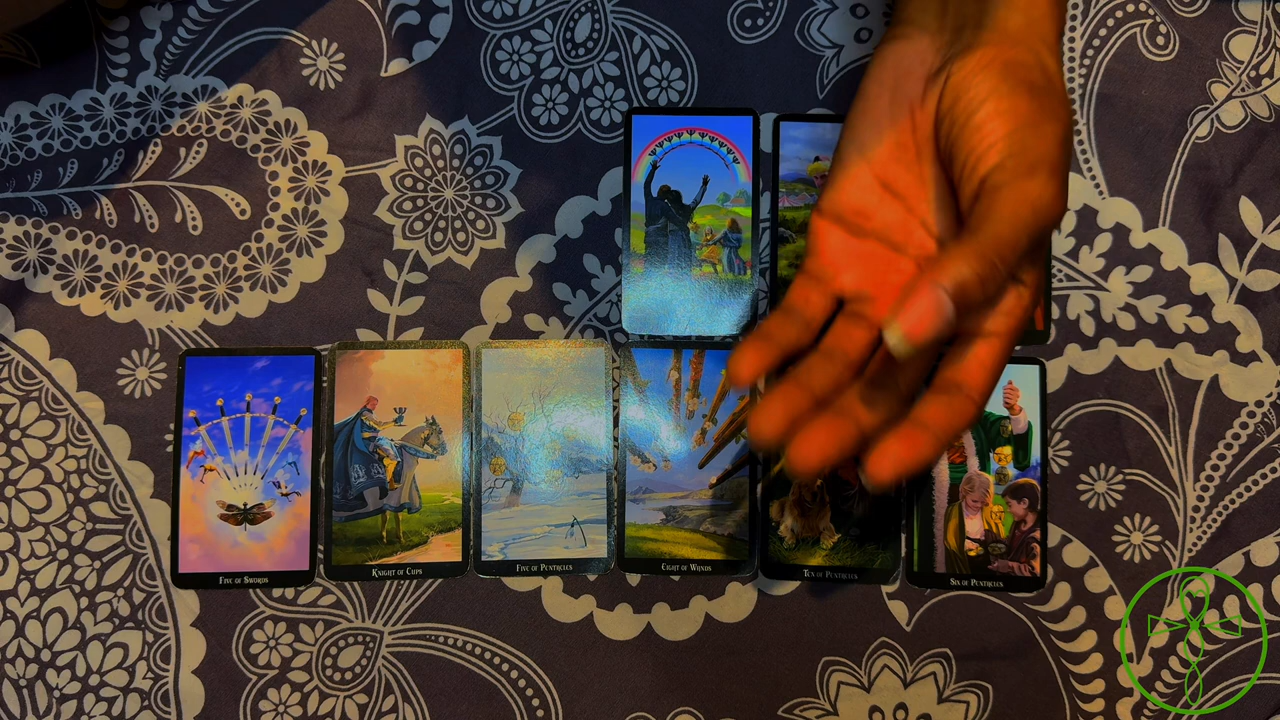 Five of Swords
Knight of Cups
Five of Pentacles
Eight of Wands
Ten of Pentacles
Six of Pentacles